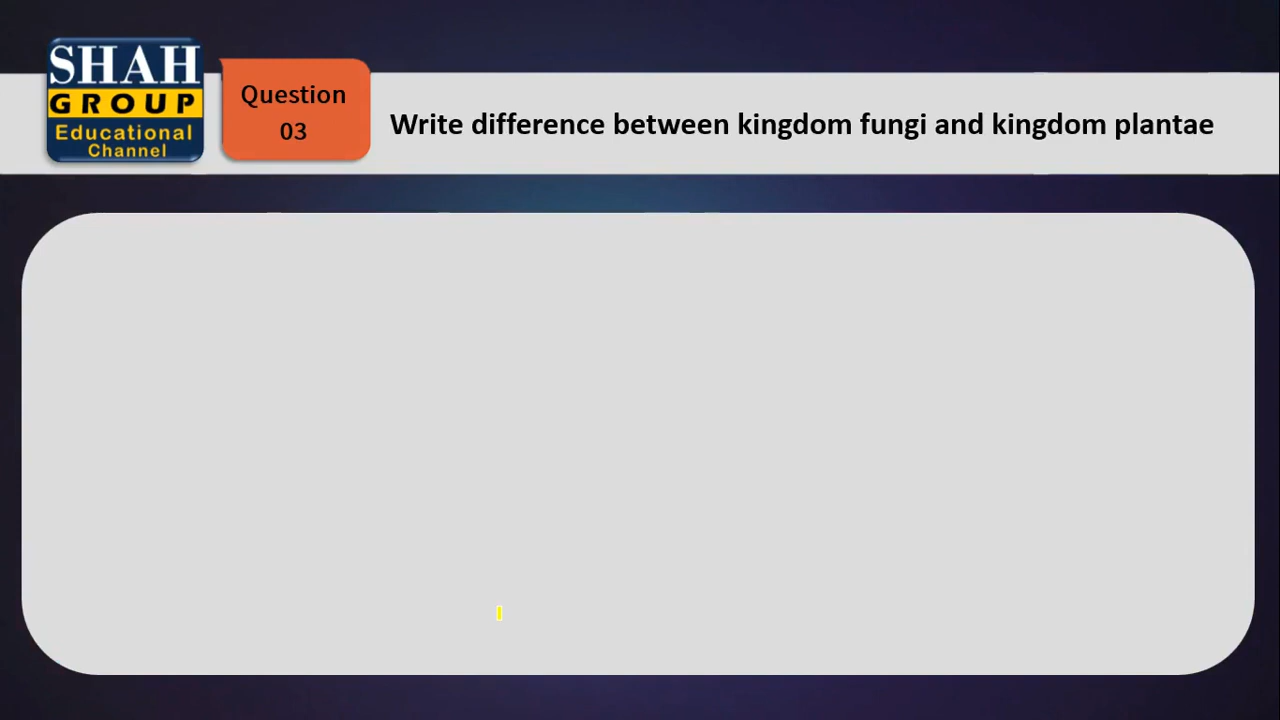 SHAH
GROUP
Educational
Channel
Question
03
Write difference between kingdom fungi and kingdom plantae